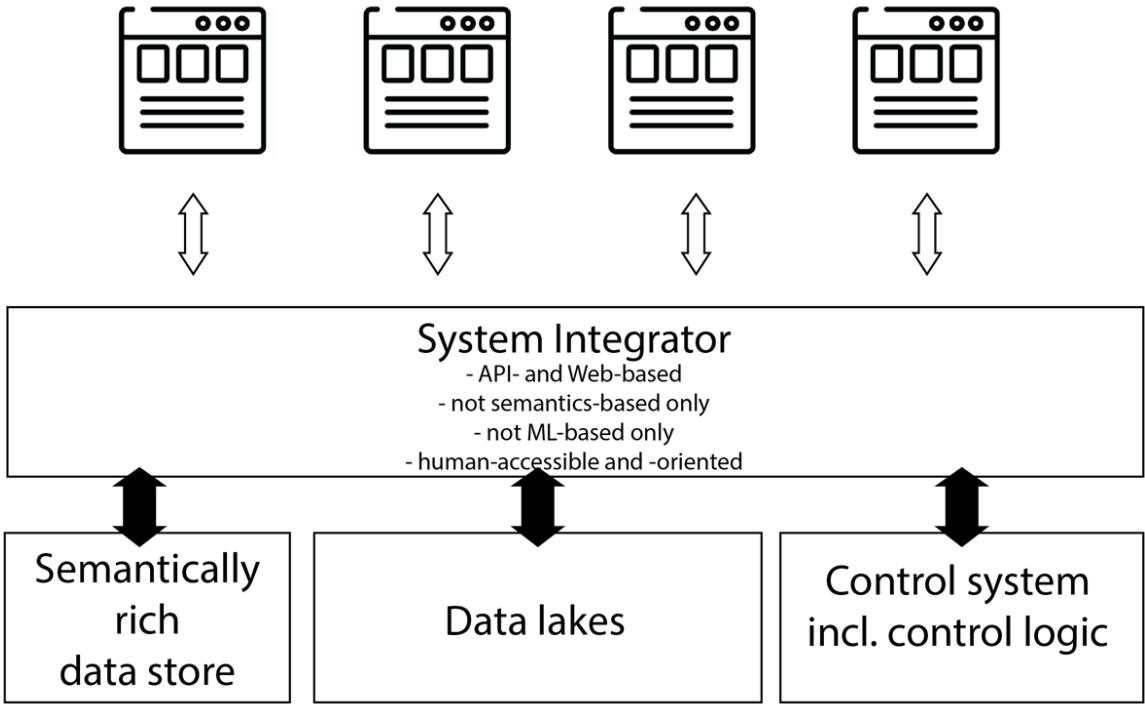 System Integrator
- API- and Web-based
- not semantics-based only
- not ML-based only
- human-accessible and -oriented
Semantically
rich
data store
Data lakes
Control system
incl. control logic